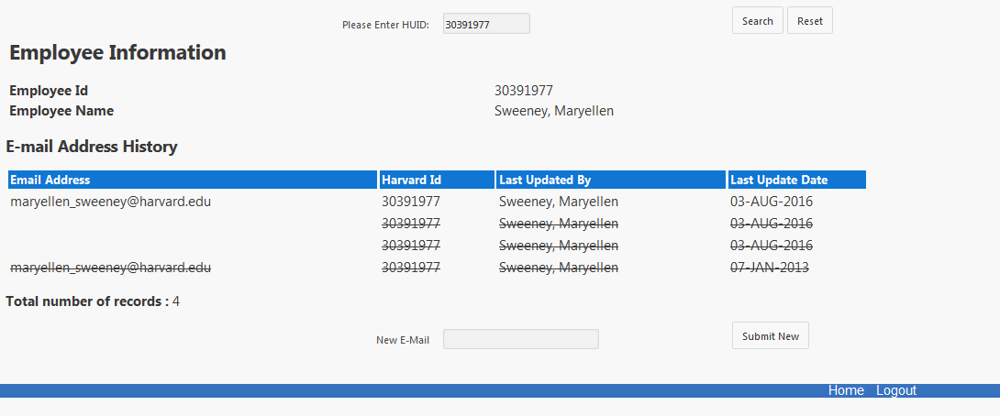 Please Enter HUID: 30391977 Search Reset
Employee Information
Employee Id 30391977
Employee Name Sweeney, Maryellen
E-mail Address History
Email Address Harvard Id Last Updated By Last Update Date
maryellen_sweeney@harvard.edu 30391977 Sweeney, Maryellen 03-AUG-2016
30391977 Sweeney, Maryellen 03-AUG-2016
30391977 Sweeney, Maryellen 03-AUG-2016
maryellen_sweeney@harvard.edu 30391977 Sweeney, Maryellen 07-JAN-2013
Total number of records : 4
New E-Mail Submit New
Home Logout